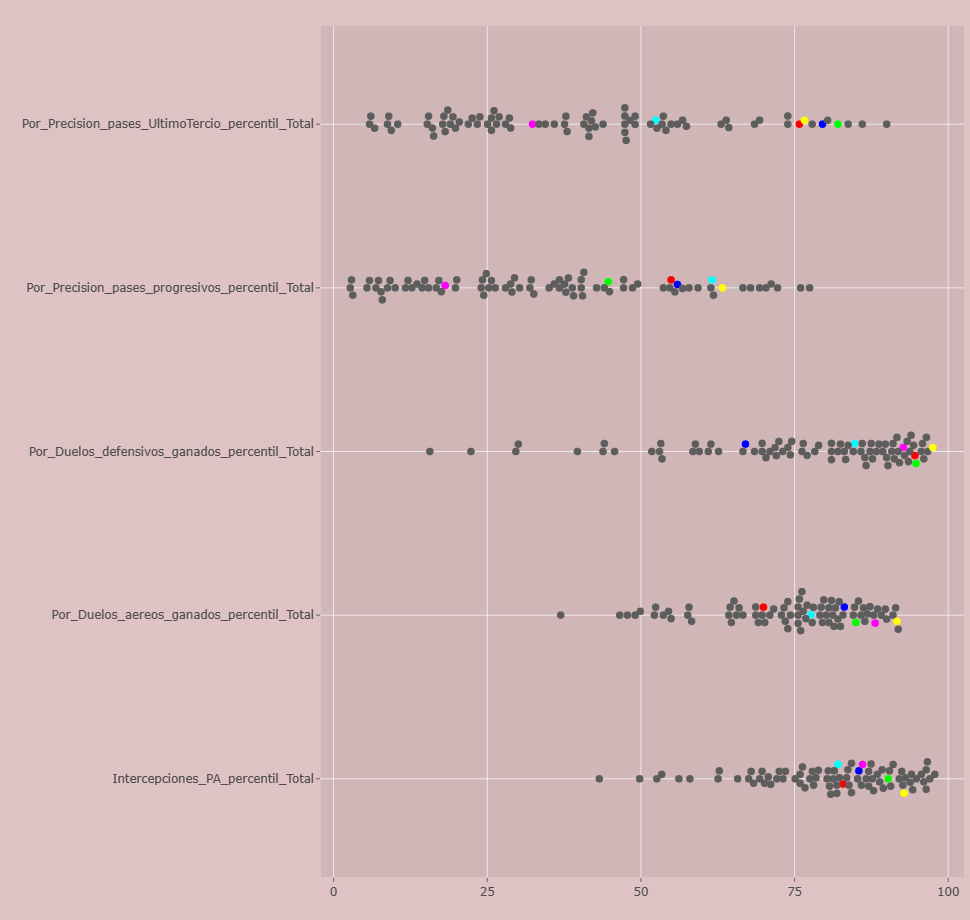 Por_Precision_pases_UltimoTercio_percentil_Total
Por_Precision_pases_progresivos_percentil_Total
Por_Duelos_defensivos_ganados_percentil_Total
Por_Duelos_aereos_ganados_percentil_Total
Intercepciones_PA_percentil_Total
0 25 50 75 100